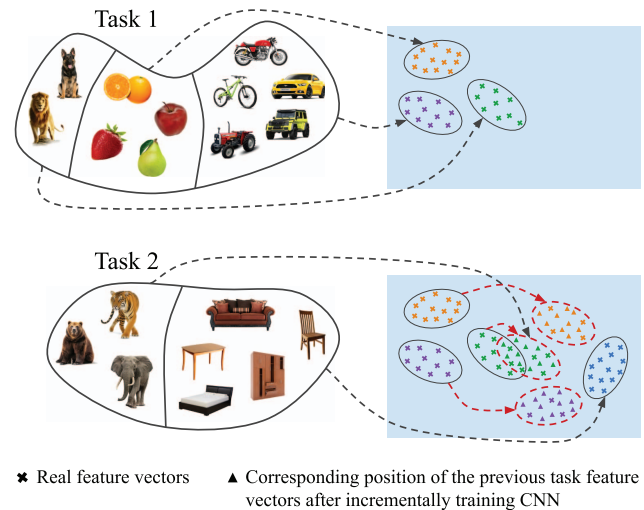 Task 1
Task 2
Real feature vectors
Corresponding position of the previous task feature
vectors after incrementally training CNN